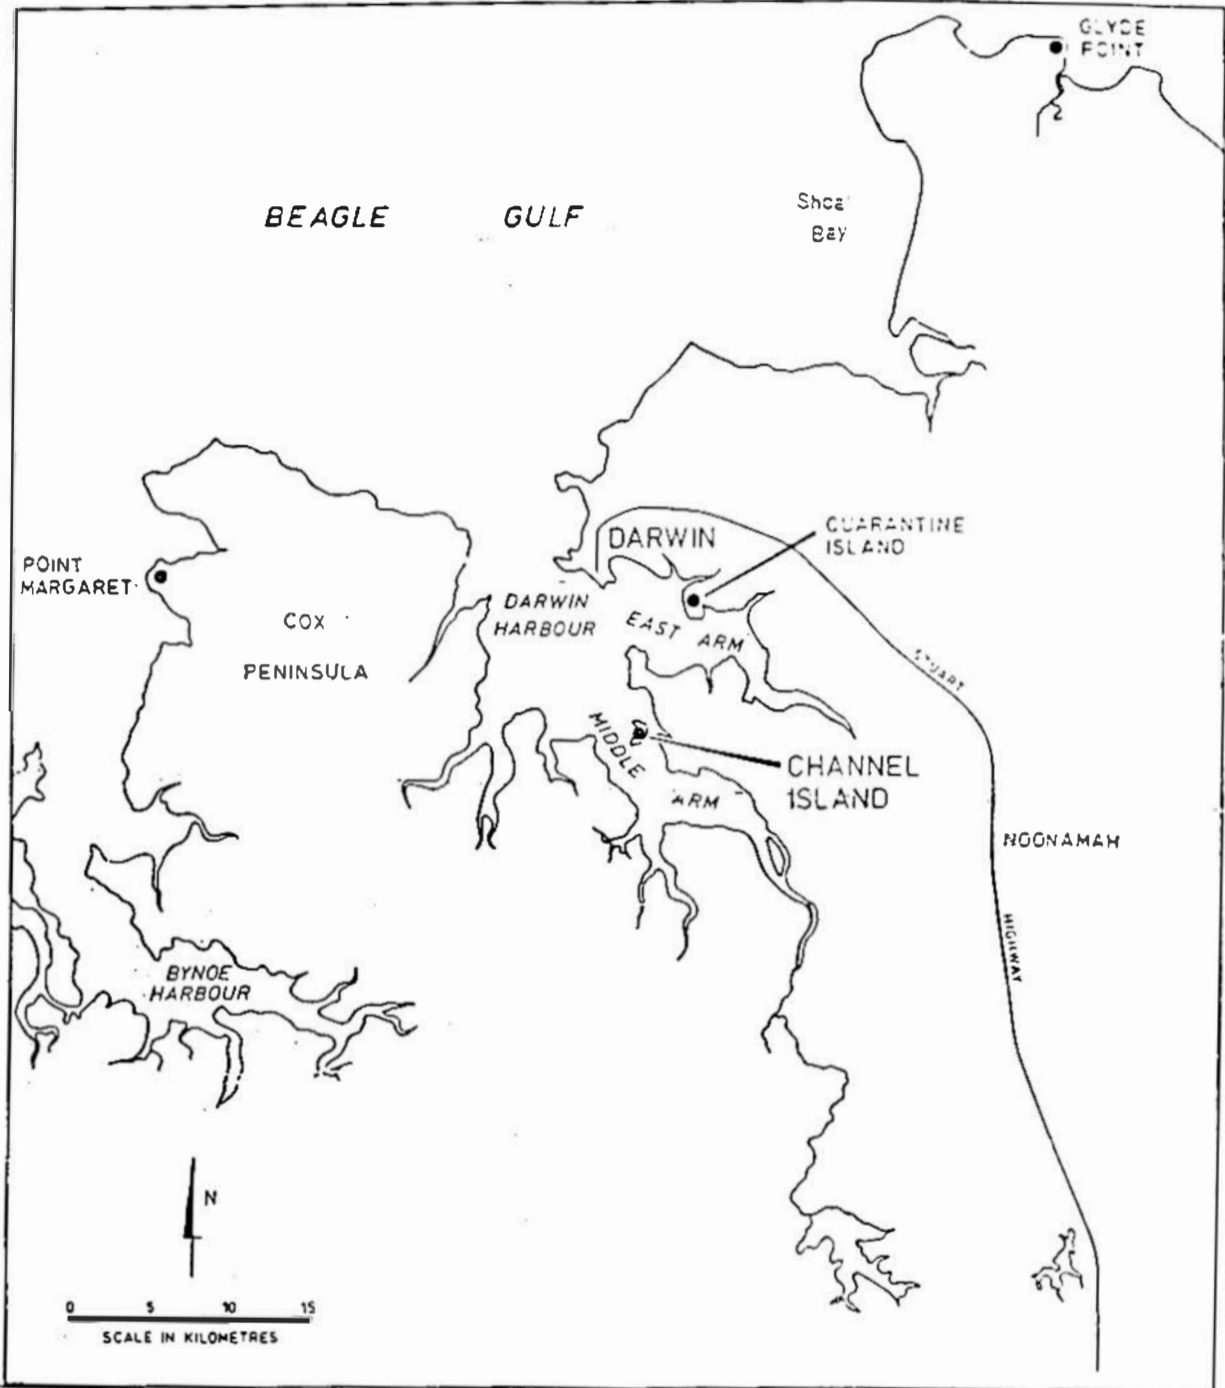 GLYDE
POINT
BEAGLE GULF
Shoal
Bay
DARWIN
QUARANTINE
ISLAND
POINT
MARGARET
COX
PENINSULA
DARWIN
HARBOUR
EAST ARM
STUART
MIDDLE
ARM
CHANNEL
ISLAND
NOONAMAH
HIGHWAY
BYNOE
HARBOUR
N
0 5 10 15
SCALE IN KILOMETRES